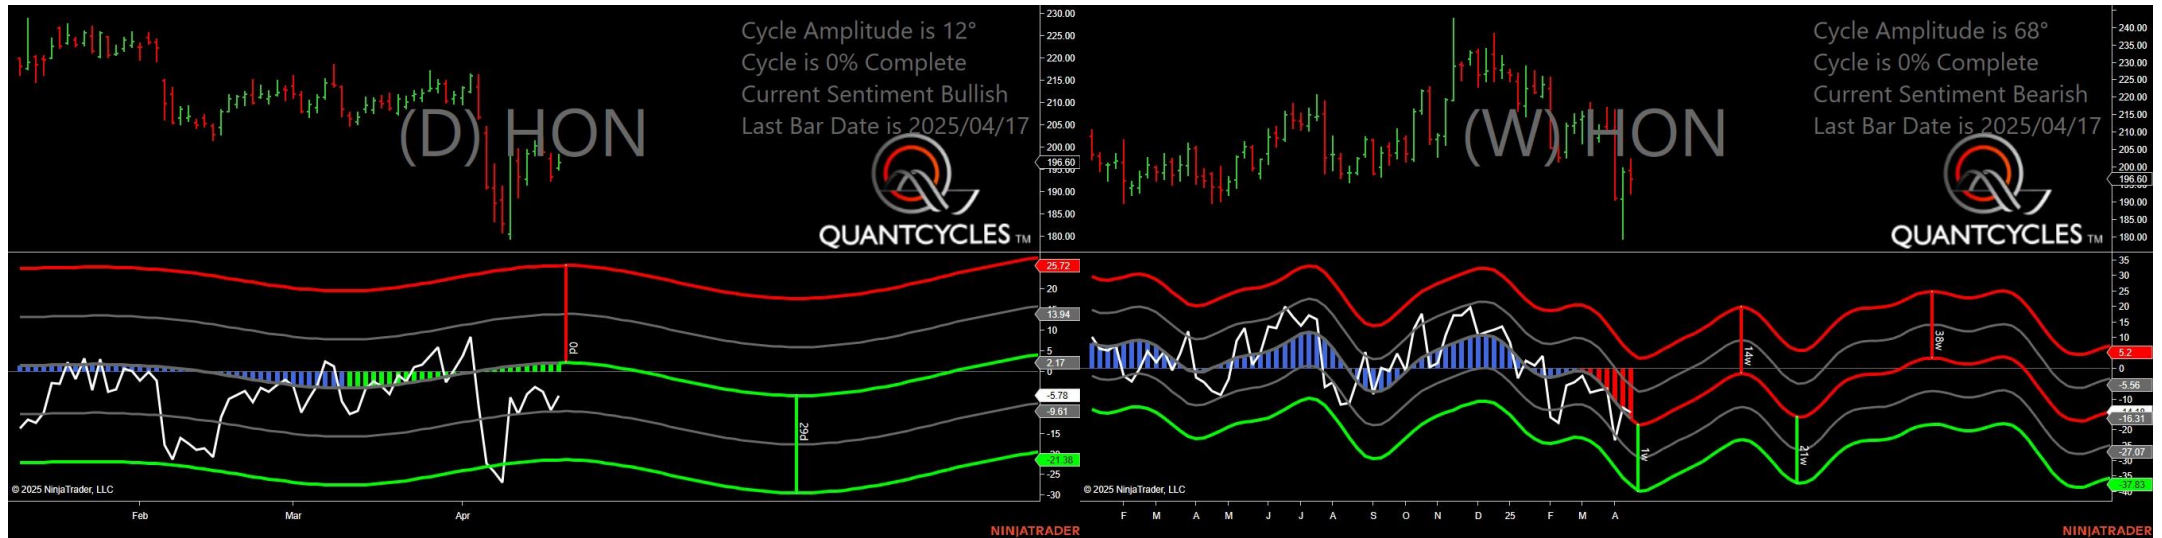 Cycle Amplitude is 12°
Cycle is 0% Complete
Current Sentiment Bullish
Last Bar Date is 2025/04/17
(D) HON
QUANTCYCLES TM
230.00
225.00
220.00
215.00
210.00
205.00
200.00
196.60
195.00
190.00
185.00
180.00
25.72
20
13.94
10
5
2.17
0
-5.78
-9.61
-15
-21.38
-25
-30
0d
29d
© 2025 NinjaTrader, LLC
Feb Mar Apr
NINJATRADER
Cycle Amplitude is 68°
Cycle is 0% Complete
Current Sentiment Bearish
Last Bar Date is 2025/04/17
(W) HON
QUANTCYCLES TM
240.00
235.00
230.00
225.00
220.00
215.00
210.00
205.00
200.00
196.60
190.00
185.00
180.00
35
30
25
20
15
10
5.2
0
-5.56
-10
-16.31
-20
-27.07
-30
-35
-37.83
-40
1w
14w
21w
38w
© 2025 NinjaTrader, LLC
F M A M J J A S O N D 25 F M A
NINJATRADER